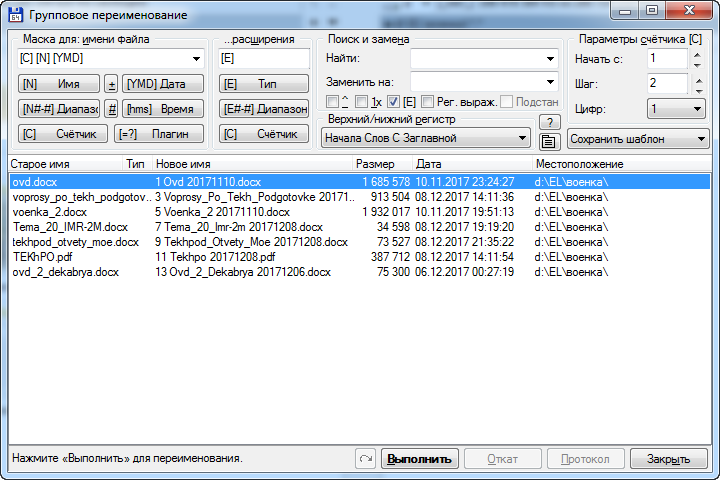 Групповое переименование
Маска для: имени файла
...расширения
Поиск и замена
Параметры счётчика [C]
[C] [N] [YMD]
[E]
Найти:
Начать с:
1
[N] Имя
±
[YMD] Дата
[E] Тип
Заменить на:
Шаг:
2
[N#-#] Диапазо
#
[hms] Время
[E#-#] Диапазон
^
1x
[E]
Рег. выраж.
Подстан
Цифр:
1
[C] Счётчик
[=?] Плагин
[C] Счётчик
Верхний/нижний регистр
?
Начала Слов С Заглавной
Сохранить шаблон
Старое имя Тип Новое имя Размер Дата Местоположение
ovd.docx 1 Ovd 20171110.docx 1 685 578 10.11.2017 23:24:27 d:\EL\военка\
voprosy_po_tekh_podgotov... 3 Voprosy_Po_Tekh_Podgotovke 20171... 913 504 08.12.2017 14:11:36 d:\EL\военка\
voenka_2.docx 5 Voenka_2 20171110.docx 1 932 017 10.11.2017 19:51:13 d:\EL\военка\
Tema_20_IMR-2M.docx 7 Tema_20_Imr-2m 20171208.docx 34 598 08.12.2017 19:19:20 d:\EL\военка\
tekhpod_otvety_moe.docx 9 Tekhpod_Otvety_Moe 20171208.docx 73 527 08.12.2017 21:35:22 d:\EL\военка\
TEKhPO.pdf 11 Tekhpo 20171208.pdf 387 712 08.12.2017 14:11:54 d:\EL\военка\
ovd_2_dekabrya.docx 13 Ovd_2_Dekabrya 20171206.docx 75 300 06.12.2017 00:27:19 d:\EL\военка\
Нажмите «Выполнить» для переименования.
Выполнить
Откат
Протокол
Закрыть